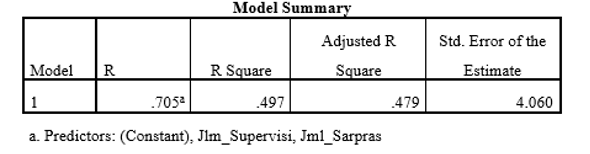 Model Summary
Model R R Square Adjusted R Square Std. Error of the Estimate
1 .705ᵃ .497 .479 4.060
a. Predictors: (Constant), Jlm_Supervisi, Jml_Sarpras